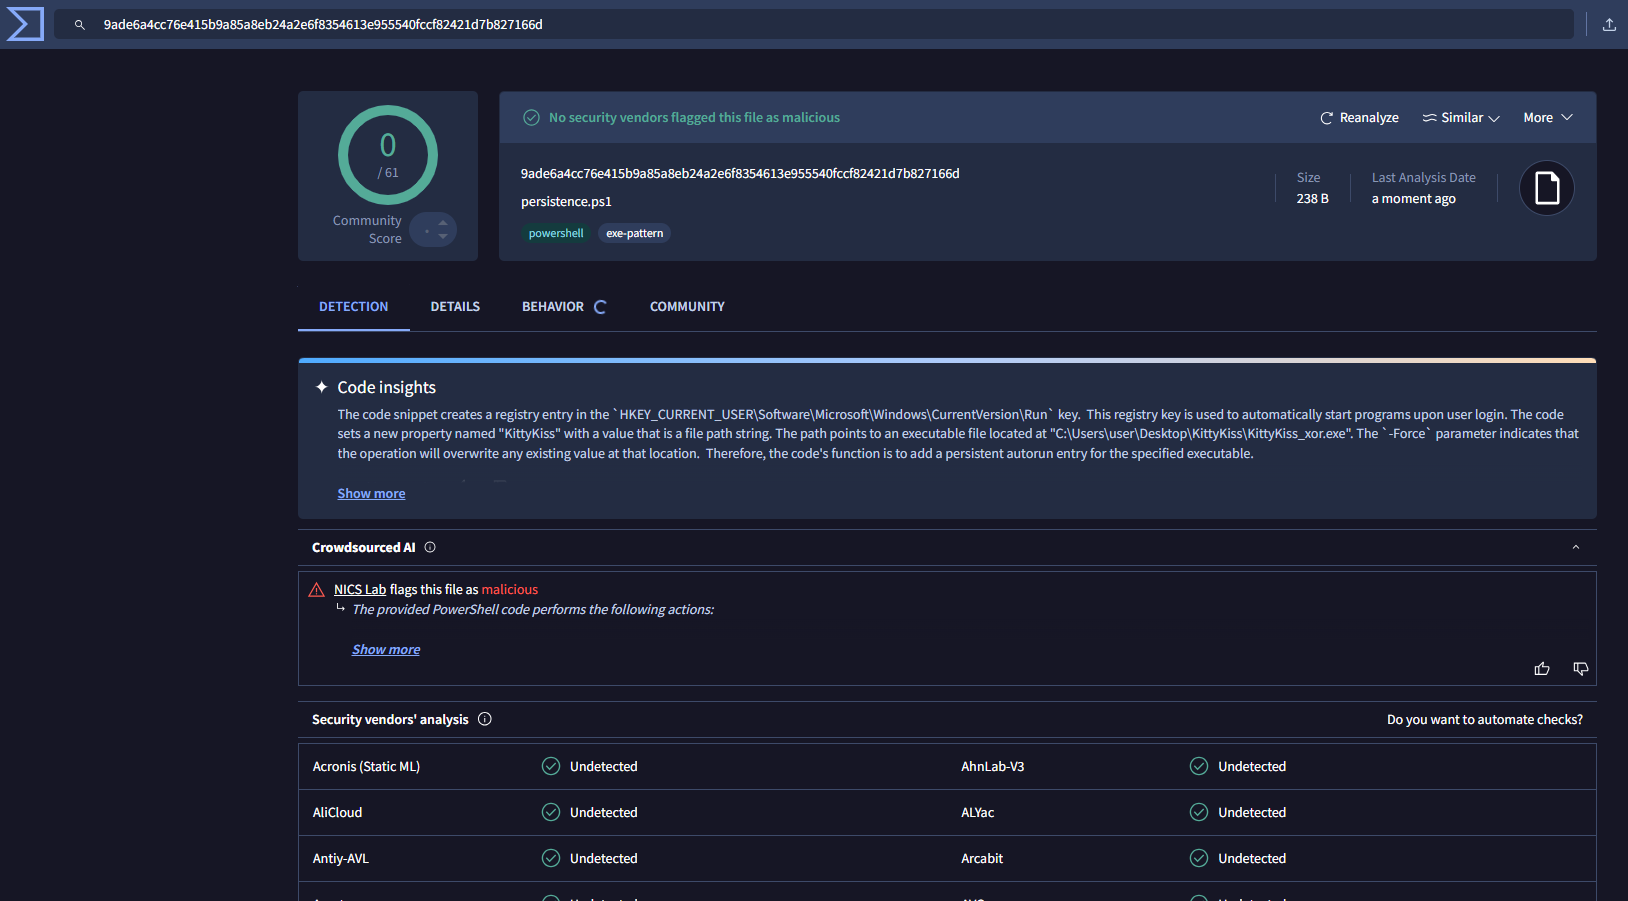 9ade6a4cc76e415b9a85a8eb24a2e6f8354613e955540fccf82421d7b827166d
0
/ 61
Community
Score
No security vendors flagged this file as malicious
Reanalyze
Similar
More
9ade6a4cc76e415b9a85a8eb24a2e6f8354613e955540fccf82421d7b827166d
persistence.ps1
powershell
exe-pattern
Size
238 B
Last Analysis Date
a moment ago
DETECTION
DETAILS
BEHAVIOR
COMMUNITY
Code insights
The code snippet creates a registry entry in the `HKEY_CURRENT_USER\Software\Microsoft\Windows\CurrentVersion\Run` key.  This registry key is used to automatically start programs upon user login. The code
sets a new property named "KittyKiss" with a value that is a file path string. The path points to an executable file located at "C:\Users\user\Desktop\KittyKiss\KittyKiss_xor.exe". The `-Force` parameter indicates that
the operation will overwrite any existing value at that location.  Therefore, the code's function is to add a persistent autorun entry for the specified executable.
Show more
Crowdsourced AI
NICS Lab flags this file as malicious
The provided PowerShell code performs the following actions:
Show more
Security vendors' analysis
Do you want to automate checks?
Acronis (Static ML)
Undetected
AhnLab-V3
Undetected
AliCloud
Undetected
ALYac
Undetected
Antiy-AVL
Undetected
Arcabit
Undetected